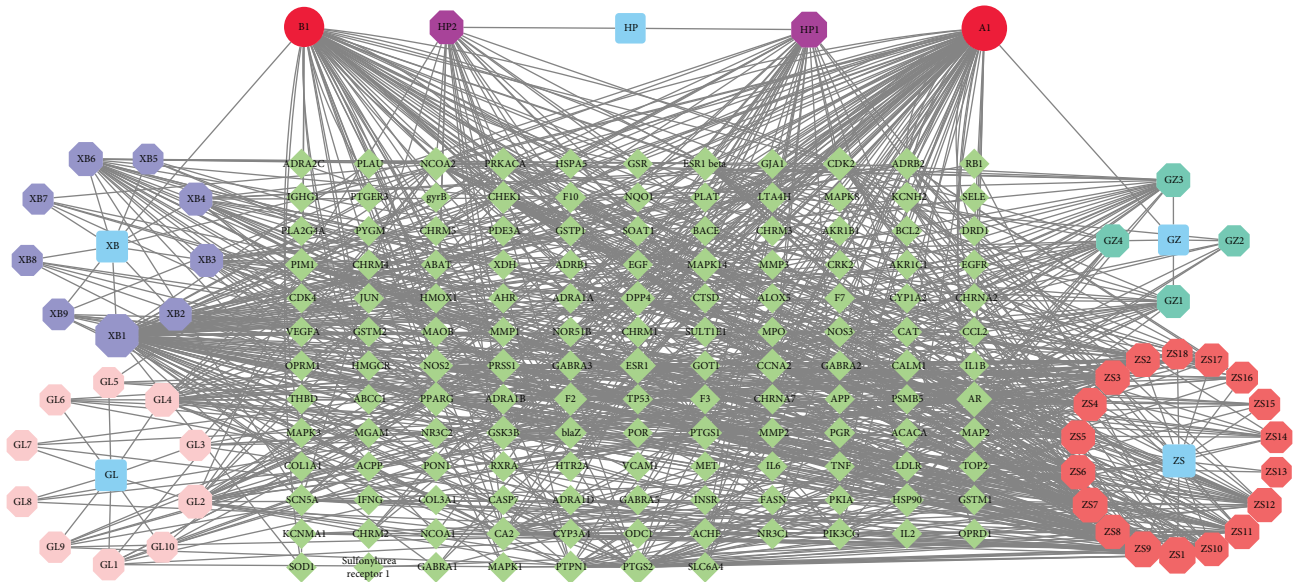 B1
HP2
HP
HP1
A1
XB6
XB5
XB7
XB4
XB
XB8
XB3
XB9
XB2
XB1
GL5
GL6
GL4
GL7
GL3
GL
GL8
GL2
GL9
GL10
GL1
ADRA2C PLAU NCOA2 PRKACA HSPA5 GSR ESR1 beta GJA1 CDK2 ADRB2 RB1
IGHG1 PTGER3 gyrB CHEK1 F10 NQO1 PLAT LTA4H MAPK8 KCNH2 SELE
PLA2G4A PYGM CHRM5 PDE3A GSTP1 SOAT1 BACE CHRM3 AKR1B1 BCL2 DRD1
PIM1 CHRM4 ABAT XDH ADRB1 EGF MAPK14 MMP3 CRK2 AKR1C1 EGFR
CDK4 JUN HMOX1 AHR ADRA1A DPP4 CTSD ALOX5 F7 CYP1A2 CHRNA2
VEGFA GSTM2 MAOB MMP1 NOR51B CHRM1 SULT1E1 MPO NOS3 CAT CCL2
OPRM1 HMGCR NOS2 PRSS1 GABRA3 ESR1 GOT1 CCNA2 GABRA2 CALM1 IL1B
THBD ABCC1 PPARG ADRA1B F2 TP53 F3 CHRNA7 APP PSMB5 AR
MAPK3 MGAM NR3C2 GSK3B blaZ POR PTGS1 MMP2 PGR ACACA MAP2
COL1A1 ACPP PON1 RXRA HTR2A VCAM1 MET IL6 TNF LDLR TOP2
SCN5A IFNG COL3A1 CASP7 ADRA1D GABRA5 INSR FASN PKIA HSP90 GSTM1
KCNMA1 CHRM2 NCOA1 CA2 CYP3A4 ODC1 ACHE NR3C1 PIK3CG IL2 OPRD1
SOD1 Sulfonylurea GABRA1 MAPK1 PTPN1 PTGS2 SLC6A4
receptor 1
GZ3
GZ4
GZ
GZ2
GZ1
ZS2
ZS18
ZS17
ZS3
ZS16
ZS4
ZS15
ZS5
ZS14
ZS
ZS6
ZS13
ZS7
ZS12
ZS8
ZS11
ZS9
ZS1
ZS10